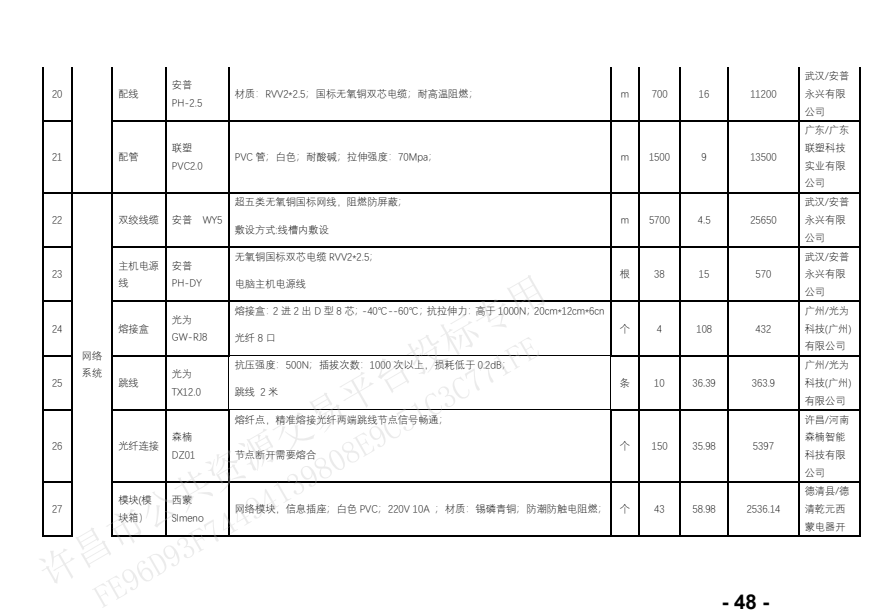 20 配线 安普 PH-2.5 材质：RVV2*2.5；国标无氧铜双芯电缆；耐高温阻燃； m 700 16 11200 武汉/安普永兴有限公司
21 配管 联塑 PVC2.0 PVC 管；白色；耐酸碱；拉伸强度：70Mpa； m 1500 9 13500 广东/广东联塑科技实业有限公司
网络系统
22 双绞线缆 安普 WY5 超五类无氧铜国标网线，阻燃防屏蔽；
敷设方式:线槽内敷设 m 5700 4.5 25650 武汉/安普永兴有限公司
23 主机电源线 安普 PH-DY 无氧铜国标双芯电缆 RVV2*2.5；
电脑主机电源线 根 38 15 570 武汉/安普永兴有限公司
24 熔接盒 光为 GW-RJ8 熔接盒：2 进 2 出 D 型 8 芯；-40℃--60℃；抗拉伸力：高于 1000N；20cm*12cm*6cm
光纤 8 口 个 4 108 432 广州/光为科技(广州)有限公司
25 跳线 光为 TX12.0 抗压强度：500N；插拔次数：1000 次以上，损耗低于 0.2dB；
跳线 2 米 条 10 36.39 363.9 广州/光为科技(广州)有限公司
26 光纤连接 森楠 DZ01 熔纤点，精准熔接光纤两端跳线节点信号畅通；
节点断开需要熔合 个 150 35.98 5397 许昌/河南森楠智能科技有限公司
27 模块(模块箱) 西蒙 SImeno 网络模块，信息插座；白色 PVC；220V 10A ；材质：锡磷青铜；防潮防触电阻燃； 个 43 58.98 2536.14 德清县/德清乾元西蒙电器开
许昌市公共资源交易平台投标专用
- 48 -